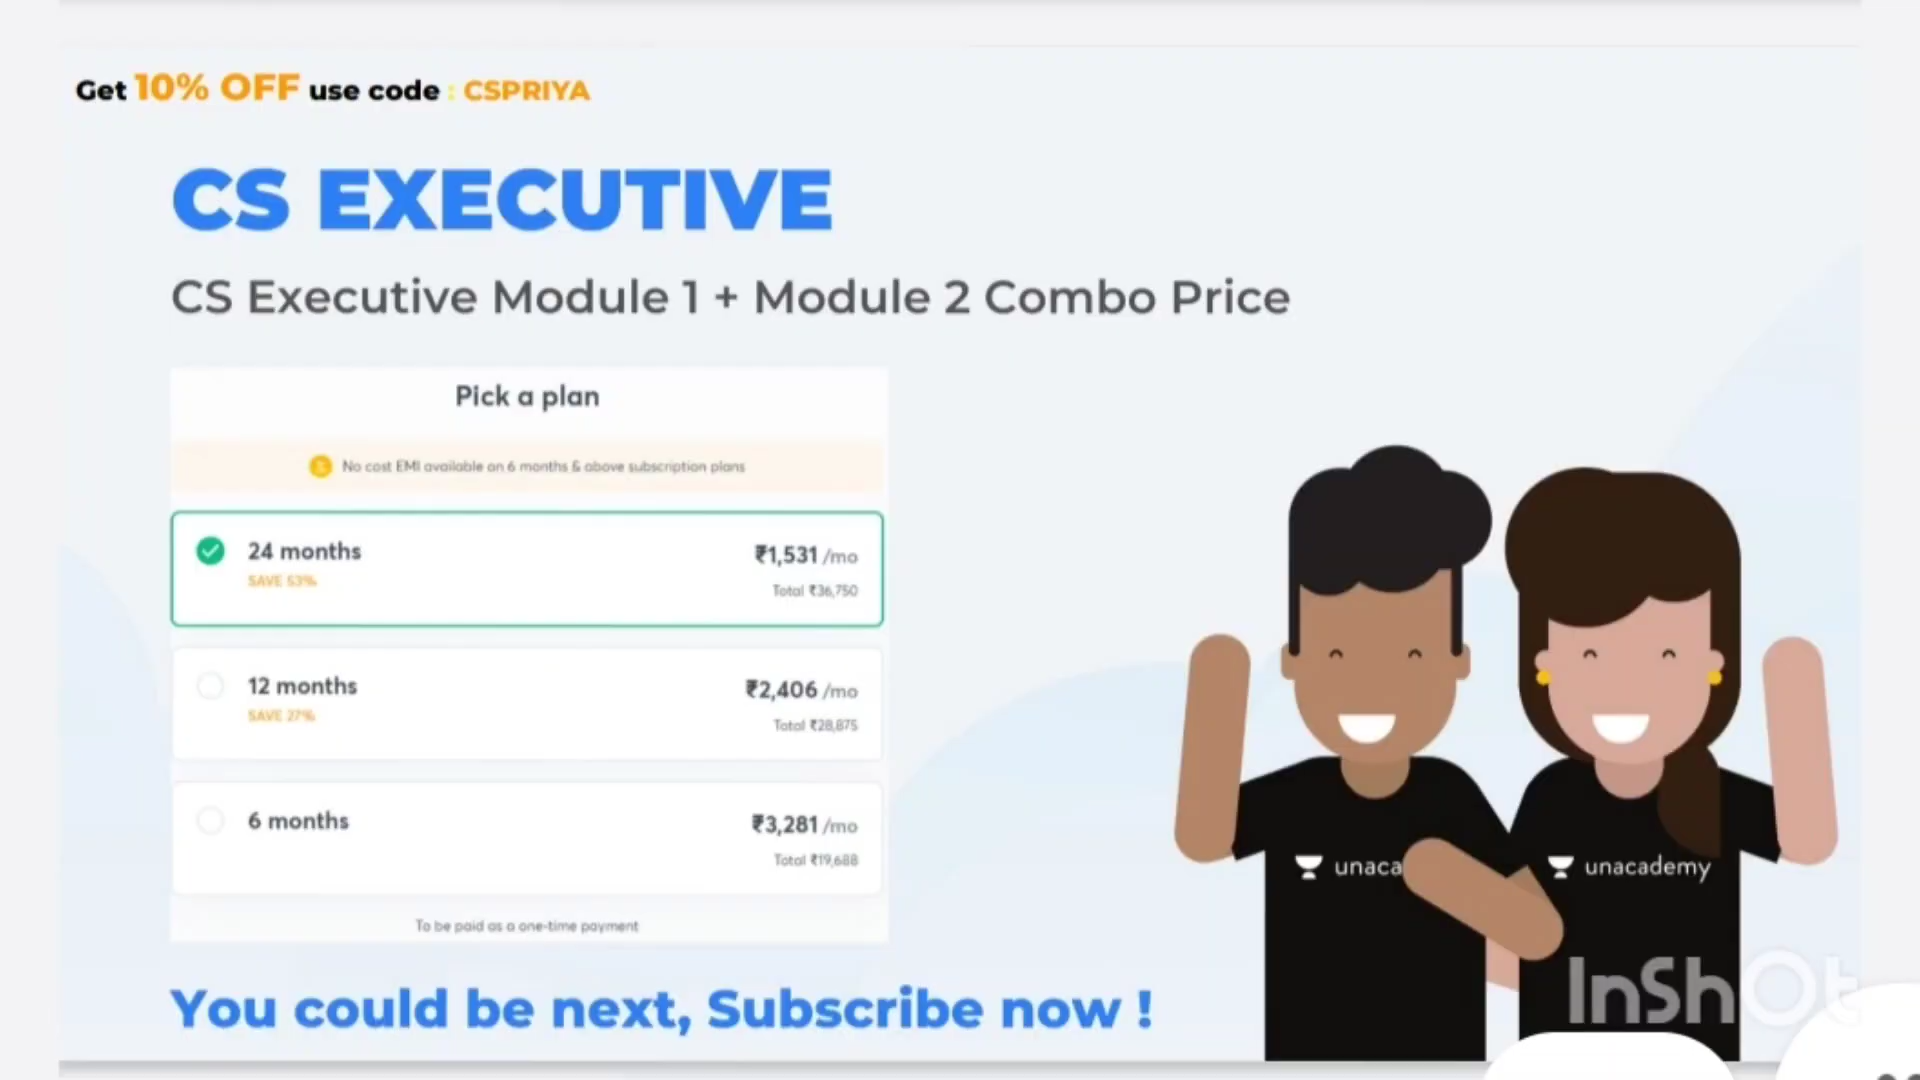 Get 10% OFF use code : CSPRIYA
CS EXECUTIVE
CS Executive Module 1 + Module 2 Combo Price
Pick a plan
No cost EMI available on 6 months & above subscription plans
24 months
₹1,531 /mo
SAVE 53%
Total ₹36,750
12 months
₹2,406 /mo
SAVE 27%
Total ₹28,875
6 months
₹3,281 /mo
Total ₹19,688
To be paid as a one-time payment
unaca
unacademy
You could be next, Subscribe now !
InShOt